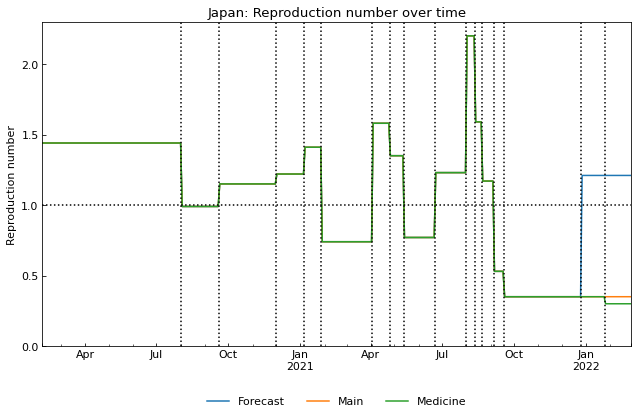 Japan: Reproduction number over time
Reproduction number
2.0
1.5
1.0
0.5
0.0
Apr Jul Oct Jan Apr Jul Oct Jan
2021 2022
Forecast Main Medicine